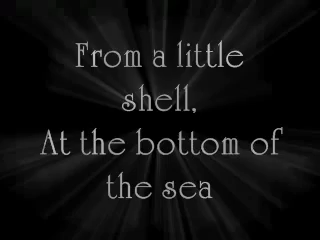 From a little
shell,
At the bottom of
the sea